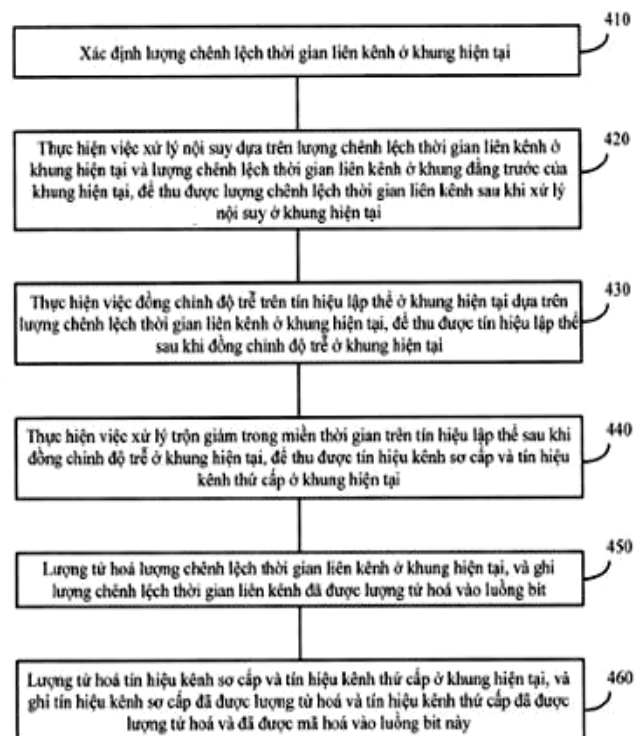 410
Xác định lượng chênh lệch thời gian liên kênh ở khung hiện tại
420
Thực hiện việc xử lý nội suy dựa trên lượng chênh lệch thời gian liên kênh ở
khung hiện tại và lượng chênh lệch thời gian liên kênh ở khung đằng trước của
khung hiện tại, để thu được lượng chênh lệch thời gian liên kênh sau khi xử lý
nội suy ở khung hiện tại
430
Thực hiện việc đồng chỉnh độ trễ trên tín hiệu lập thể ở khung hiện tại dựa trên
lượng chênh lệch thời gian liên kênh ở khung hiện tại, để thu được tín hiệu lập thể
sau khi đồng chỉnh độ trễ ở khung hiện tại
440
Thực hiện việc xử lý trộn giảm trong miền thời gian trên tín hiệu lập thể sau khi
đồng chỉnh độ trễ ở khung hiện tại, để thu được tín hiệu kênh sơ cấp và tín hiệu
kênh thứ cấp ở khung hiện tại
450
Lượng tử hoá lượng chênh lệch thời gian liên kênh ở khung hiện tại, và ghi
lượng chênh lệch thời gian liên kênh đã được lượng tử hoá vào luồng bit
460
Lượng tử hoá tín hiệu kênh sơ cấp và tín hiệu kênh thứ cấp ở khung hiện tại, và
ghi tín hiệu kênh sơ cấp đã được lượng tử hoá và tín hiệu kênh thứ cấp đã được
lượng tử hoá và đã được mã hoá vào luồng bit này